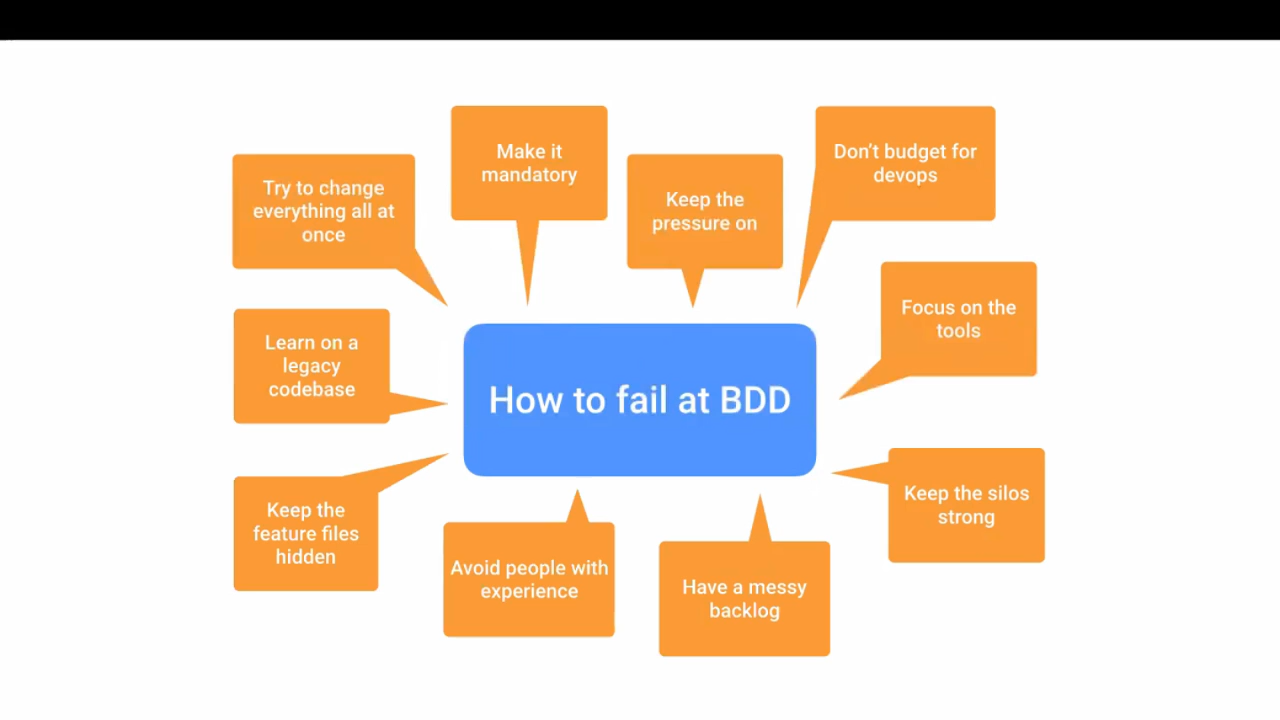 Make it
mandatory
Don’t budget for
devops
Try to change
everything all at
once
Keep the
pressure on
Focus on the
tools
Learn on a
legacy
codebase
How to fail at BDD
Keep the silos
strong
Keep the
feature files
hidden
Avoid people with
experience
Have a messy
backlog